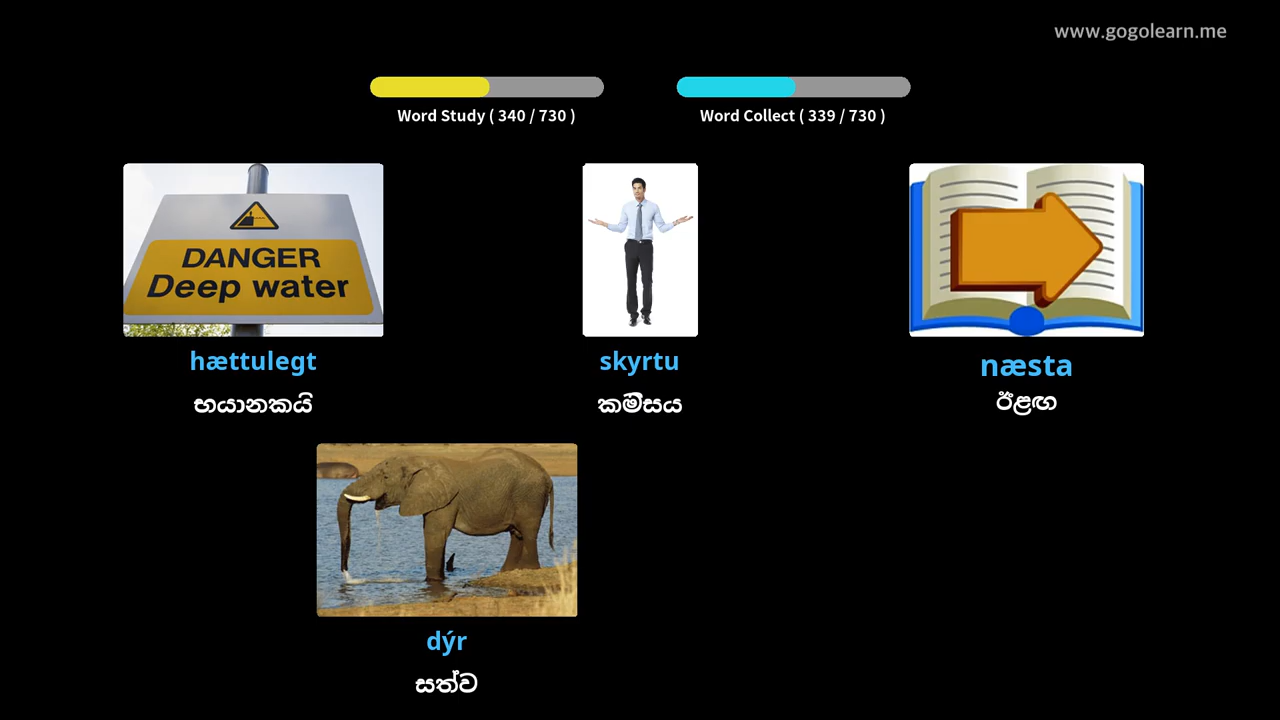 www.gogolearn.me
Word Study ( 340 / 730 )
Word Collect ( 339 / 730 )
DANGER
Deep water
hættulegt
skyrtu
næsta
භයානකයි
කමිසය
ඊළඟ
dýr
සත්ව